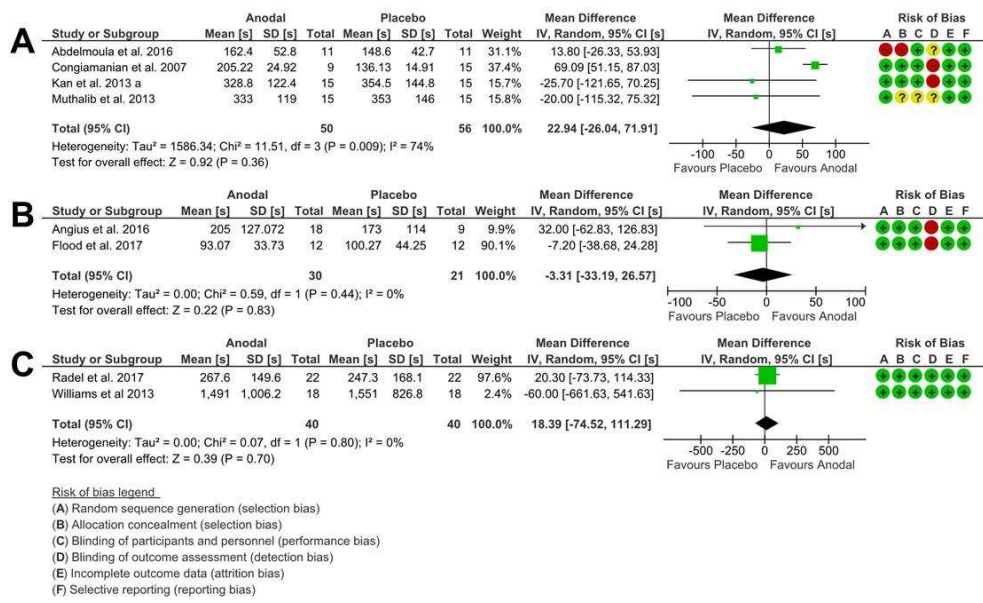 A
Anodal Placebo Mean Difference Mean Difference Risk of Bias
Study or Subgroup Mean [s] SD [s] Total Mean [s] SD [s] Total Weight IV, Random, 95% CI [s] IV, Random, 95% CI [s] A B C D E F
Abdelmoula et al. 2016 162.4 52.8 11 148.6 42.7 11 31.1% 13.80 [-26.33, 53.93] - - + ? + +
Congiamanian et al. 2007 205.22 24.92 9 136.13 14.91 15 37.4% 69.09 [51.15, 87.03] + + + - + +
Kan et al. 2013 a 328.8 122.4 15 354.5 144.8 15 15.7% -25.70 [-121.65, 70.25] + + + - + +
Muthalib et al. 2013 333 119 15 353 146 15 15.8% -20.00 [-115.32, 75.32] + ? ? ? + +
Total (95% CI) 50 56 100.0% 22.94 [-26.04, 71.91]
Heterogeneity: Tau² = 1586.34; Chi² = 11.51, df = 3 (P = 0.009); I² = 74%
Test for overall effect: Z = 0.92 (P = 0.36)
-100 -50 0 50 100
Favours Placebo Favours Anodal
B
Anodal Placebo Mean Difference Mean Difference Risk of Bias
Study or Subgroup Mean [s] SD [s] Total Mean [s] SD [s] Total Weight IV, Random, 95% CI [s] IV, Random, 95% CI [s] A B C D E F
Angius et al. 2016 205 127.072 18 173 114 9 9.9% 32.00 [-62.83, 126.83] + + + - + +
Flood et al. 2017 93.07 33.73 12 100.27 44.25 12 90.1% -7.20 [-38.68, 24.28] + + + - + +
Total (95% CI) 30 21 100.0% -3.31 [-33.19, 26.57]
Heterogeneity: Tau² = 0.00; Chi² = 0.59, df = 1 (P = 0.44); I² = 0%
Test for overall effect: Z = 0.22 (P = 0.83)
-100 -50 0 50 100
Favours Placebo Favours Anodal
C
Anodal Placebo Mean Difference Mean Difference Risk of Bias
Study or Subgroup Mean [s] SD [s] Total Mean [s] SD [s] Total Weight IV, Random, 95% CI [s] IV, Random, 95% CI [s] A B C D E F
Radel et al. 2017 267.6 149.6 22 247.3 168.1 22 97.6% 20.30 [-73.73, 114.33] + + + + + +
Williams et al 2013 1,491 1,006.2 18 1,551 826.8 18 2.4% -60.00 [-661.63, 541.63] + + + + + +
Total (95% CI) 40 40 100.0% 18.39 [-74.52, 111.29]
Heterogeneity: Tau² = 0.00; Chi² = 0.07, df = 1 (P = 0.80); I² = 0%
Test for overall effect: Z = 0.39 (P = 0.70)
-500 -250 0 250 500
Favours Placebo Favours Anodal
Risk of bias legend
(A) Random sequence generation (selection bias)
(B) Allocation concealment (selection bias)
(C) Blinding of participants and personnel (performance bias)
(D) Blinding of outcome assessment (detection bias)
(E) Incomplete outcome data (attrition bias)
(F) Selective reporting (reporting bias)